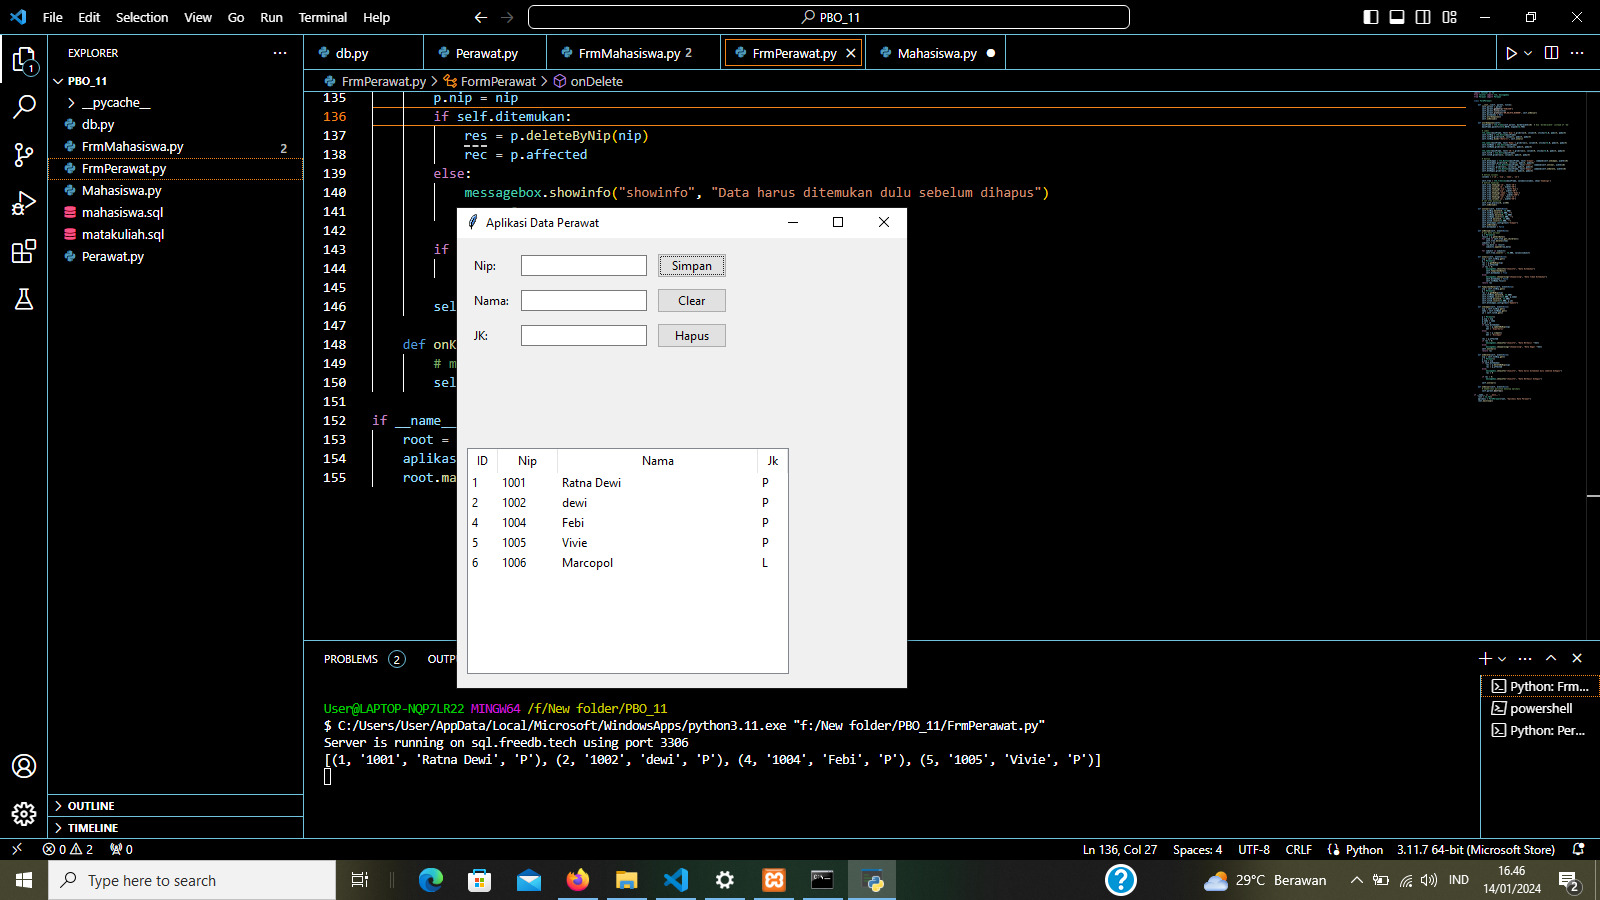 File Edit Selection View Go Run Terminal Help
PBO_11
EXPLORER
PBO_11
__pycache__
db.py
FrmMahasiswa.py 2
FrmPerawat.py
Mahasiswa.py
mahasiswa.sql
matakuliah.sql
Perawat.py
OUTLINE
TIMELINE
db.py Perawat.py FrmMahasiswa.py 2 FrmPerawat.py Mahasiswa.py
FrmPerawat.py > FormPerawat > onDelete
135 p.nip = nip
136 if self.ditemukan:
137 res = p.deleteByNip(nip)
138 rec = p.affected
139 else:
140 messagebox.showinfo("showinfo", "Data harus ditemukan dulu sebelum dihapus")
141
142
143 if
144
145
146 sel
147
148 def onK
149 # m
150 sel
151
152 if __name__
153 root =
154 aplikas
155 root.ma
Aplikasi Data Perawat
Nip: Simpan
Nama: Clear
JK: Hapus
ID Nip Nama Jk
1 1001 Ratna Dewi P
2 1002 dewi P
4 1004 Febi P
5 1005 Vivie P
6 1006 Marcopol L
PROBLEMS 2 OUTP
User@LAPTOP-NQP7LR22 MINGW64 /f/New folder/PBO_11
$ C:/Users/User/AppData/Local/Microsoft/WindowsApps/python3.11.exe "f:/New folder/PBO_11/FrmPerawat.py"
Server is running on sql.freedb.tech using port 3306
[(1, '1001', 'Ratna Dewi', 'P'), (2, '1002', 'dewi', 'P'), (4, '1004', 'Febi', 'P'), (5, '1005', 'Vivie', 'P')]
Python: Frm...
powershell
Python: Per...
0 2 0
Ln 136, Col 27 Spaces: 4 UTF-8 CRLF Python 3.11.7 64-bit (Microsoft Store)
Type here to search
29°C Berawan
IND
16.46
14/01/2024
2
1